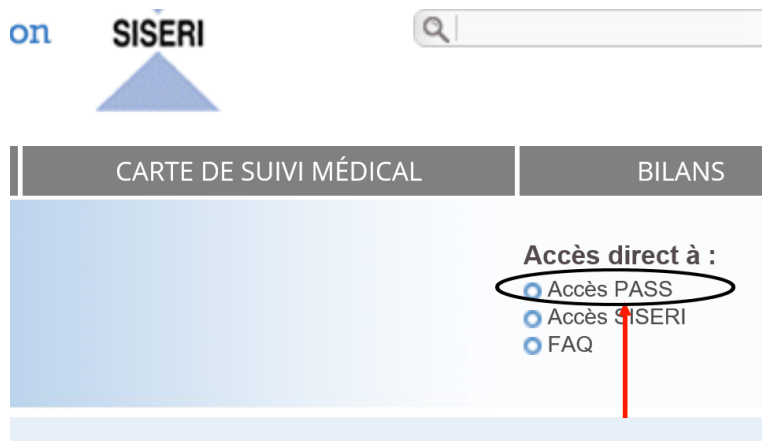 on
SISERI
CARTE DE SUIVI MÉDICAL
BILANS
Accès direct à :
Accès PASS
Accès SISERI
FAQ